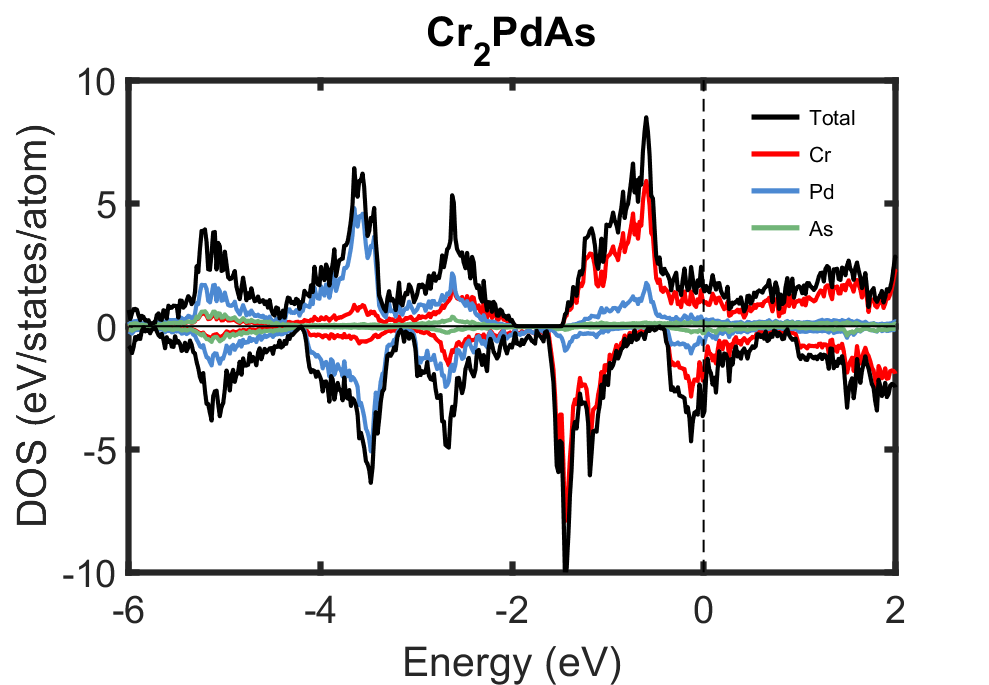 Cr2PdAs
10
5
0
-5
-10
DOS (eV/states/atom)
Total
Cr
Pd
As
-6
-4
-2
0
2
Energy (eV)